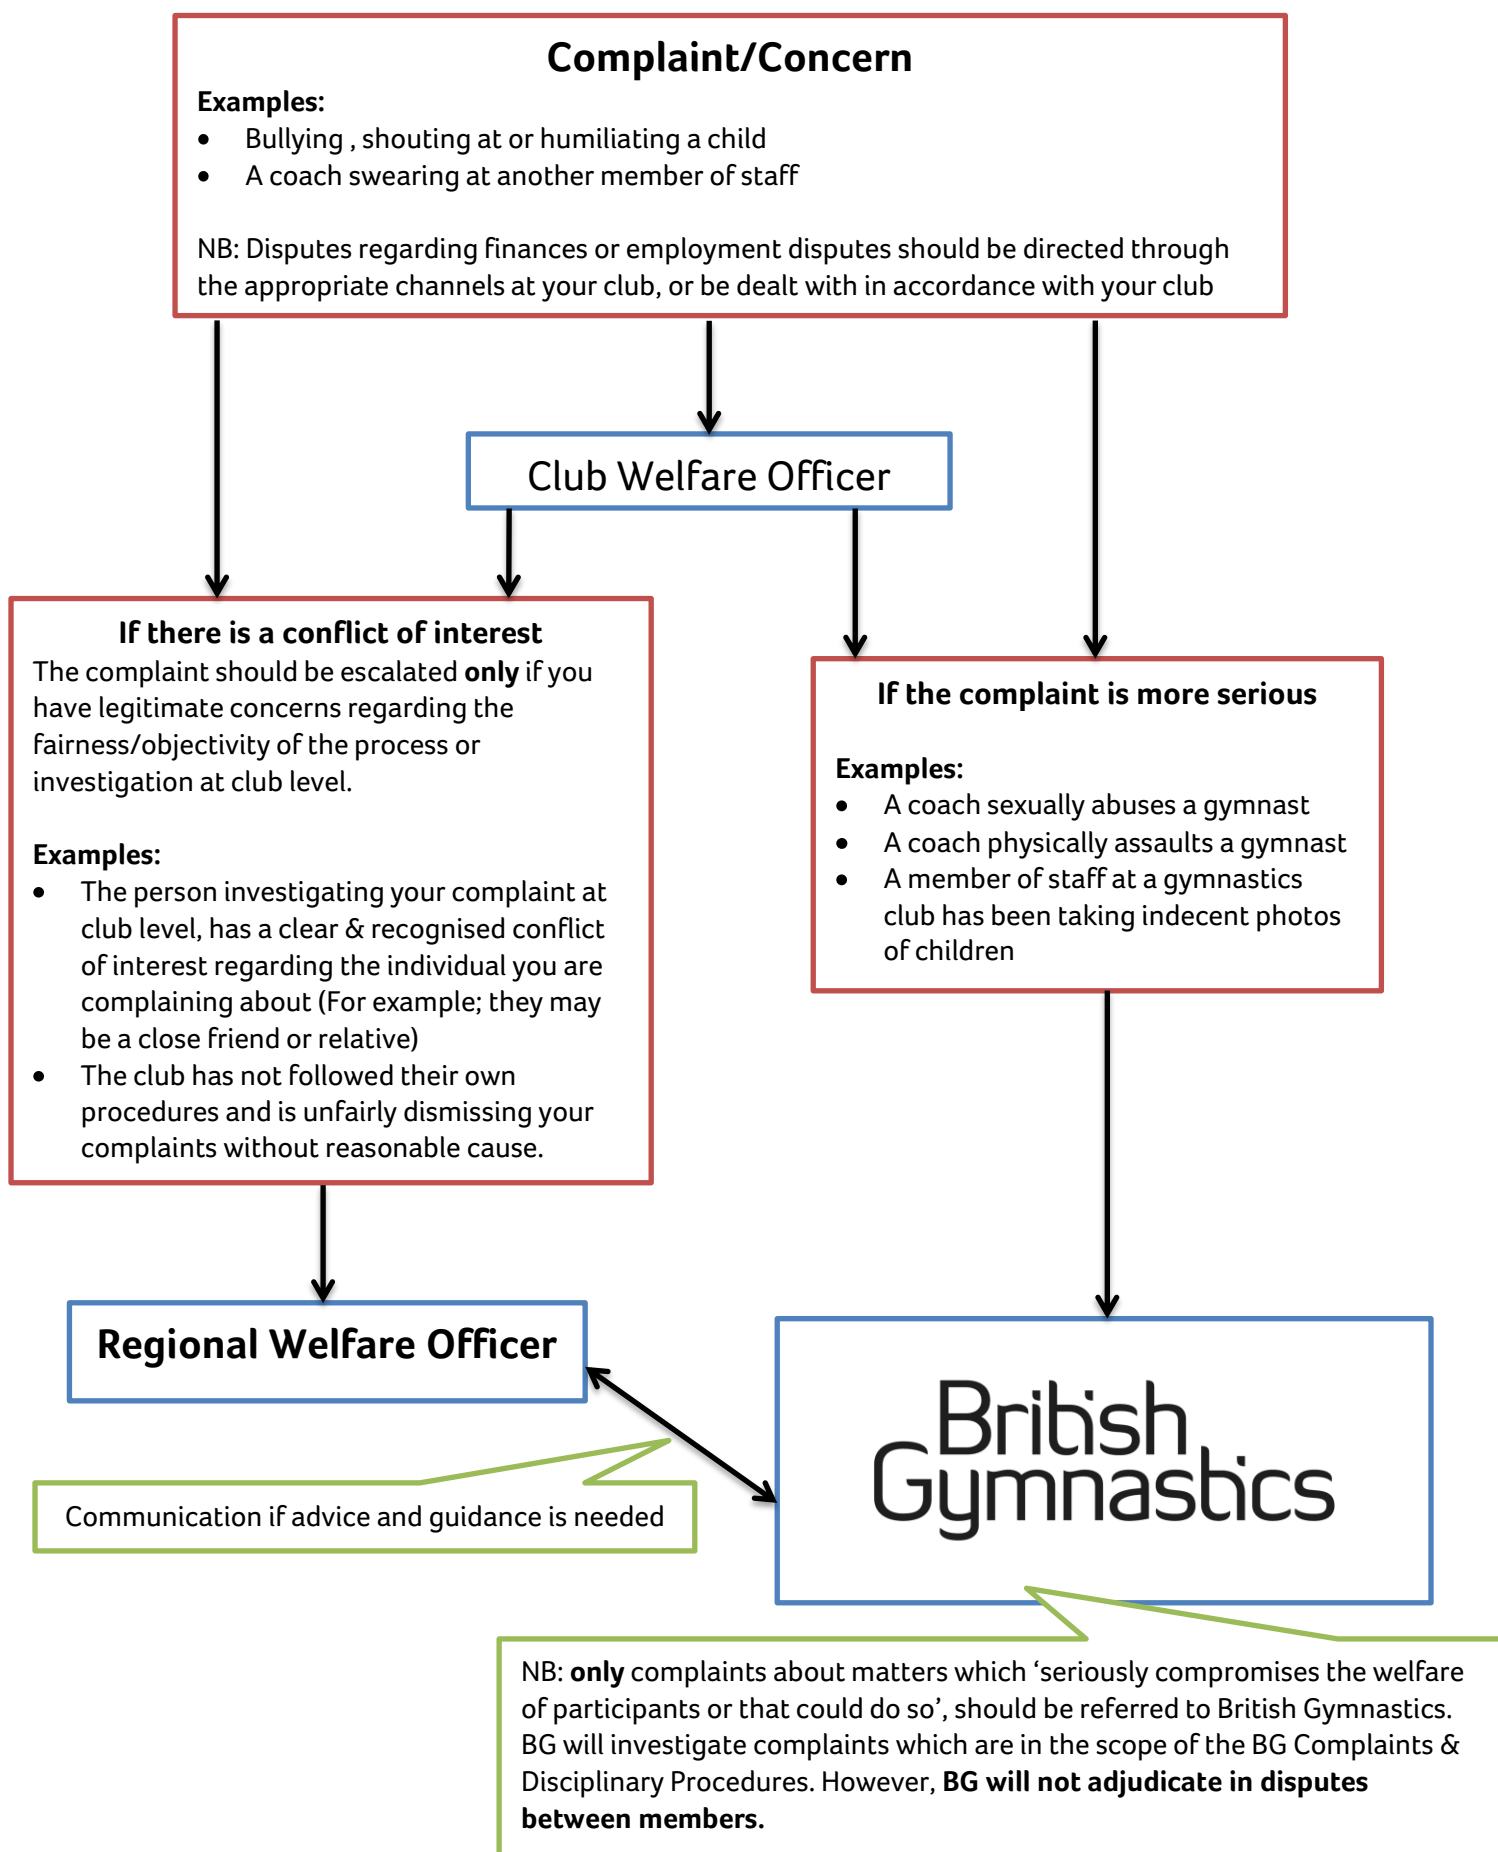 Complaint/Concern
Examples:
• Bullying , shouting at or humiliating a child
• A coach swearing at another member of staff
NB: Disputes regarding finances or employment disputes should be directed through
the appropriate channels at your club, or be dealt with in accordance with your club
Club Welfare Officer
If there is a conflict of interest
The complaint should be escalated only if you
have legitimate concerns regarding the
fairness/objectivity of the process or
investigation at club level.
Examples:
• The person investigating your complaint at
club level, has a clear & recognised conflict
of interest regarding the individual you are
complaining about (For example; they may
be a close friend or relative)
• The club has not followed their own
procedures and is unfairly dismissing your
complaints without reasonable cause.
If the complaint is more serious
Examples:
• A coach sexually abuses a gymnast
• A coach physically assaults a gymnast
• A member of staff at a gymnastics
club has been taking indecent photos
of children
Regional Welfare Officer
British
Gymnastics
Communication if advice and guidance is needed
NB: only complaints about matters which ‘seriously compromises the welfare
of participants or that could do so’, should be referred to British Gymnastics.
BG will investigate complaints which are in the scope of the BG Complaints &
Disciplinary Procedures. However, BG will not adjudicate in disputes
between members.